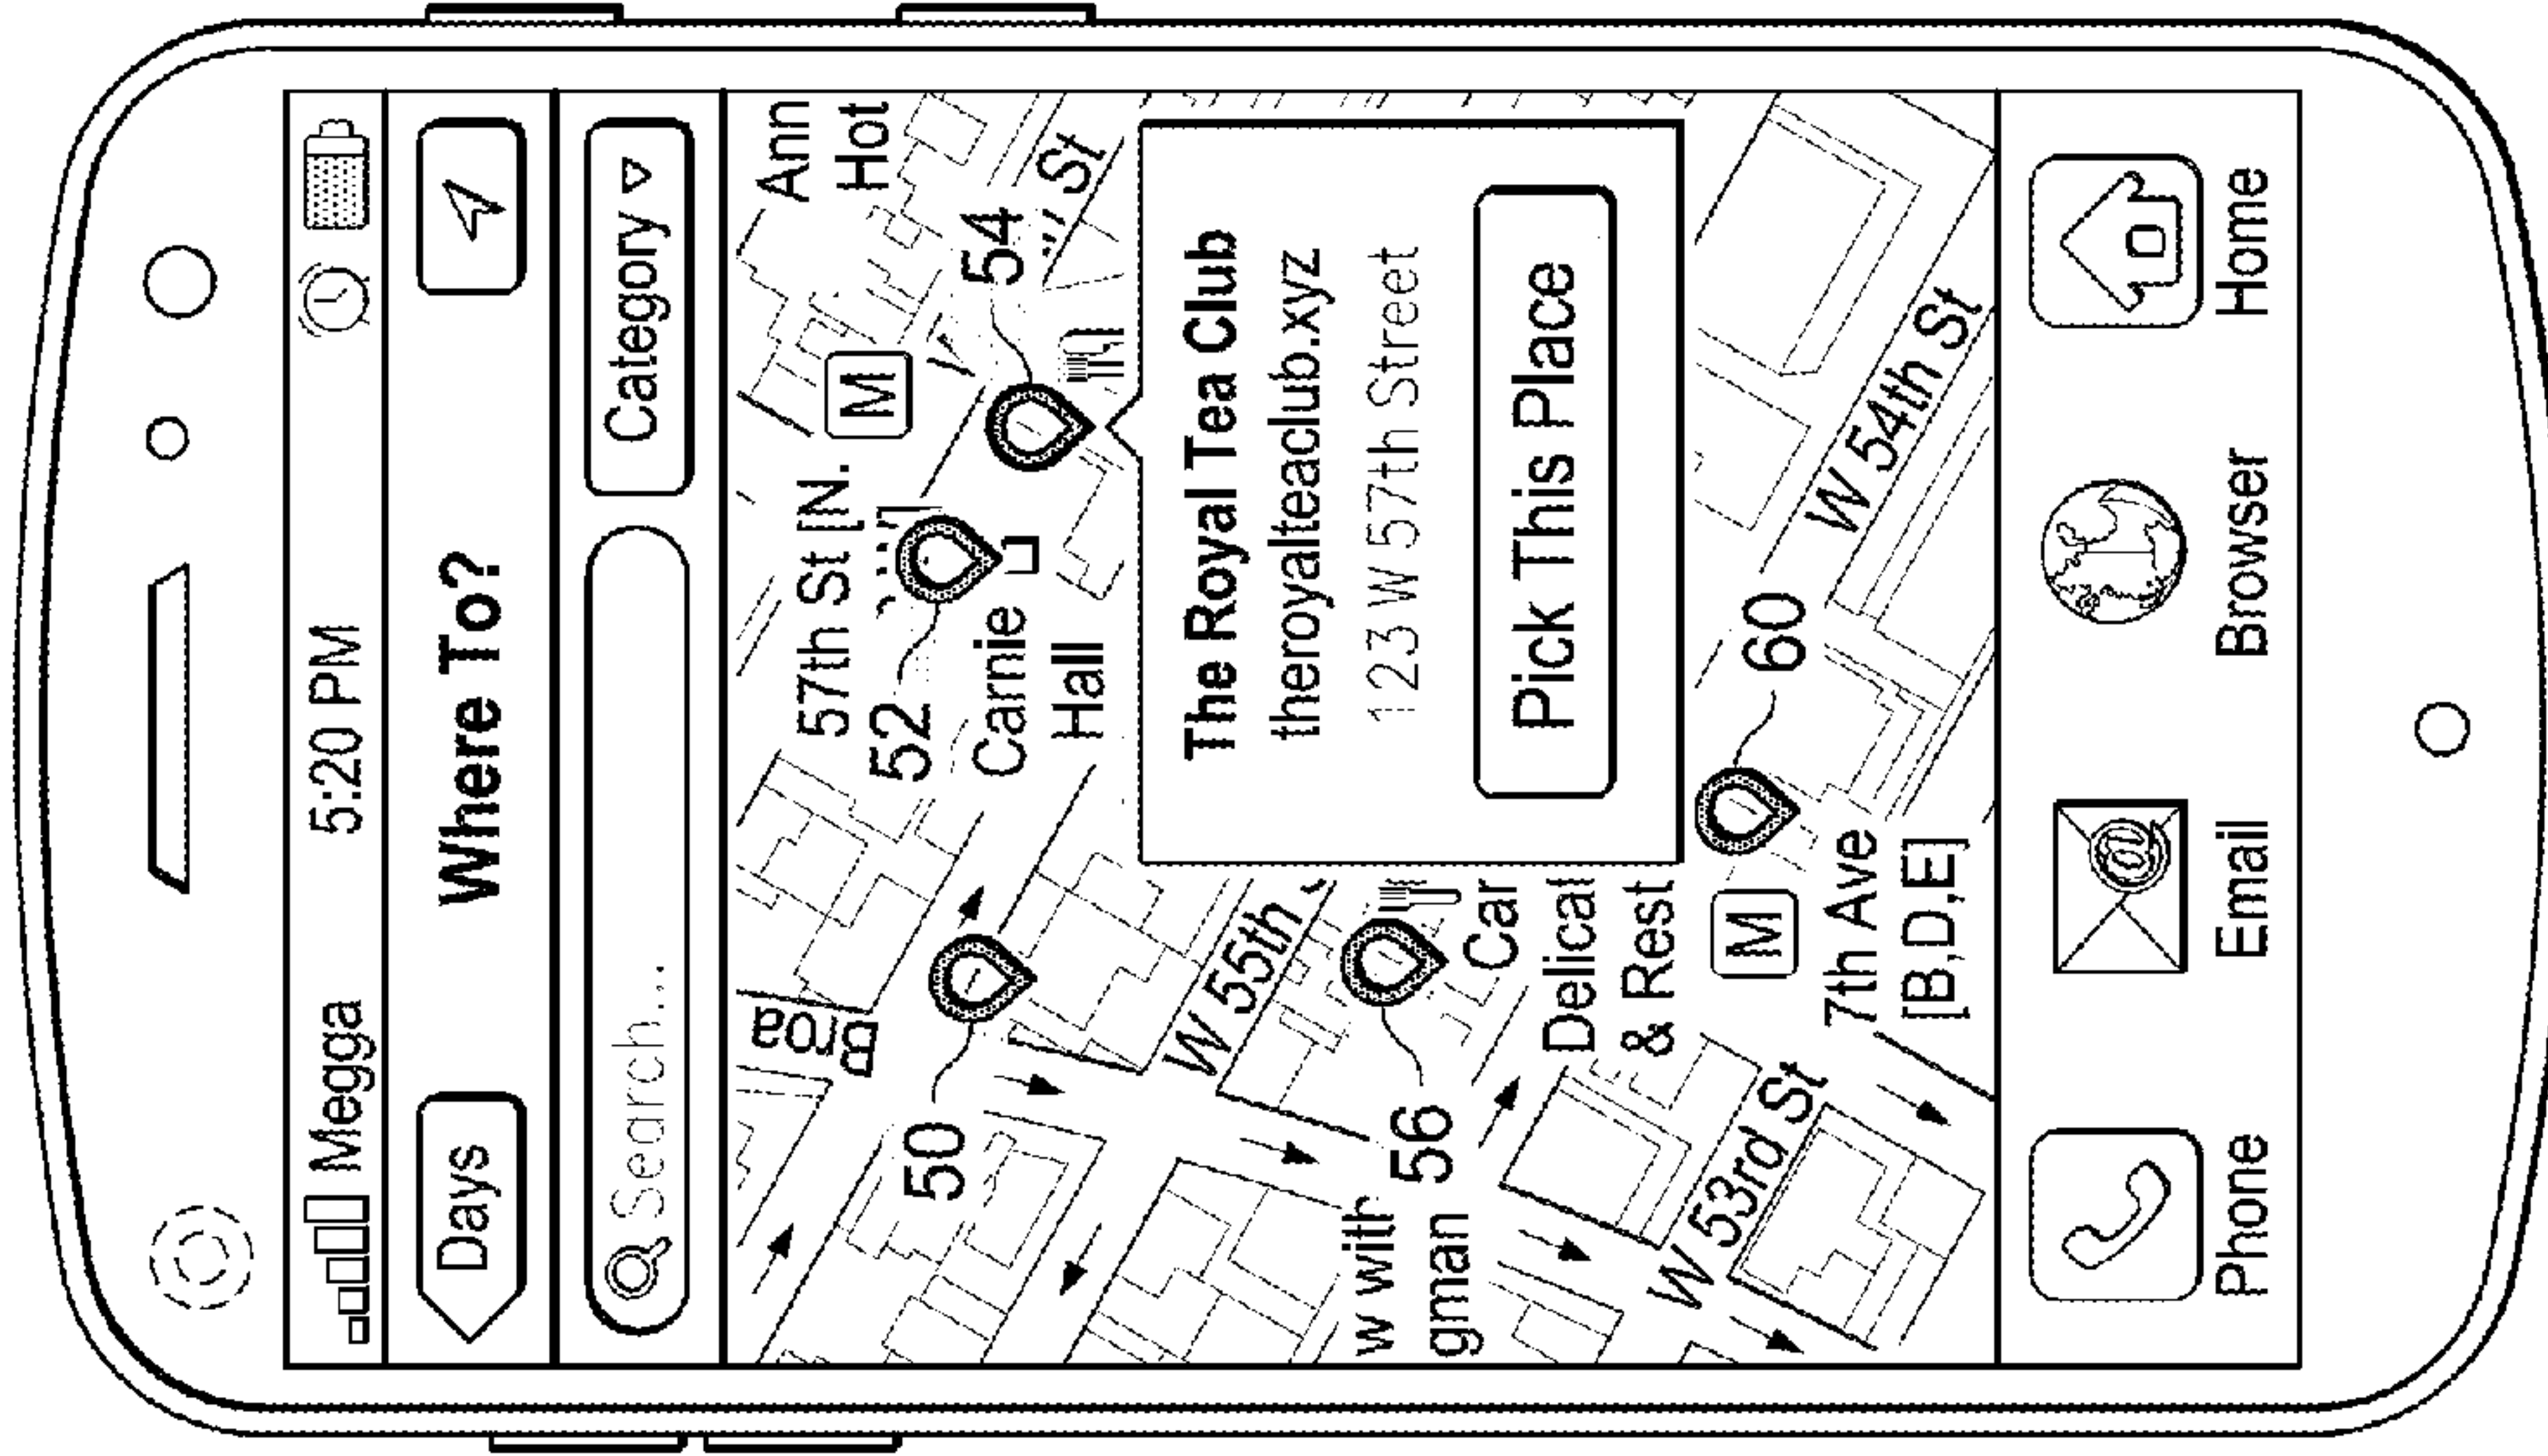 Megga 5:20 PM
Days Where To?
Search... Category
Broa
57th St [N.
M
Ann
Hot
52
54
St
Carnie
Hall
50
The Royal Tea Club
theroyalteaclub.xyz
123 W 57th Street
Pick This Place
W 55th
w with
gman
56
Car
Delicat
& Rest
60
M
7th Ave
[B,D,E]
W 53rd St
W 54th St
Phone Email @ Browser Home